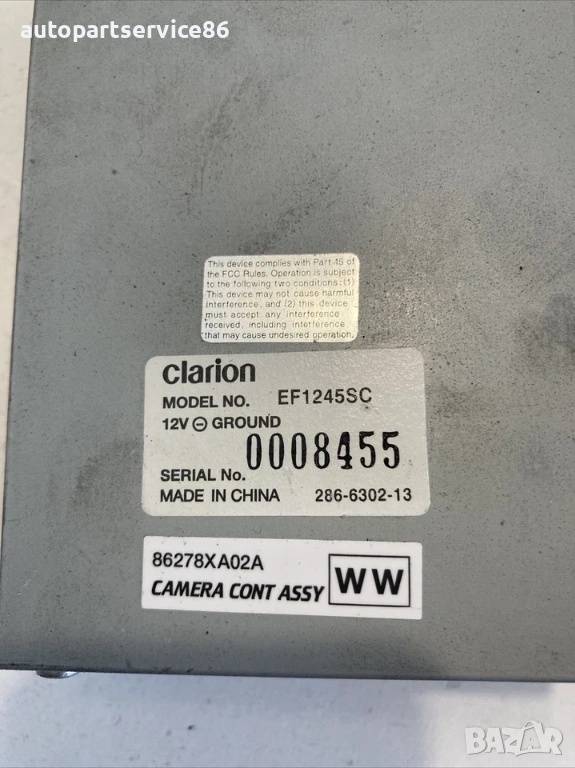 autopartservice86
This device complies with Part 15 of
the FCC Rules. Operation is subject
to the following two conditions: (1)
This device may not cause harmful
interference, and (2) this device
must accept any interference
received, including interference
that may cause undesired operation.
clarion
MODEL NO. EF1245SC
12V ⊖ GROUND
0008455
SERIAL No.
MADE IN CHINA 286-6302-13
86278XA02A
CAMERA CONT ASSY WW
BAZAR